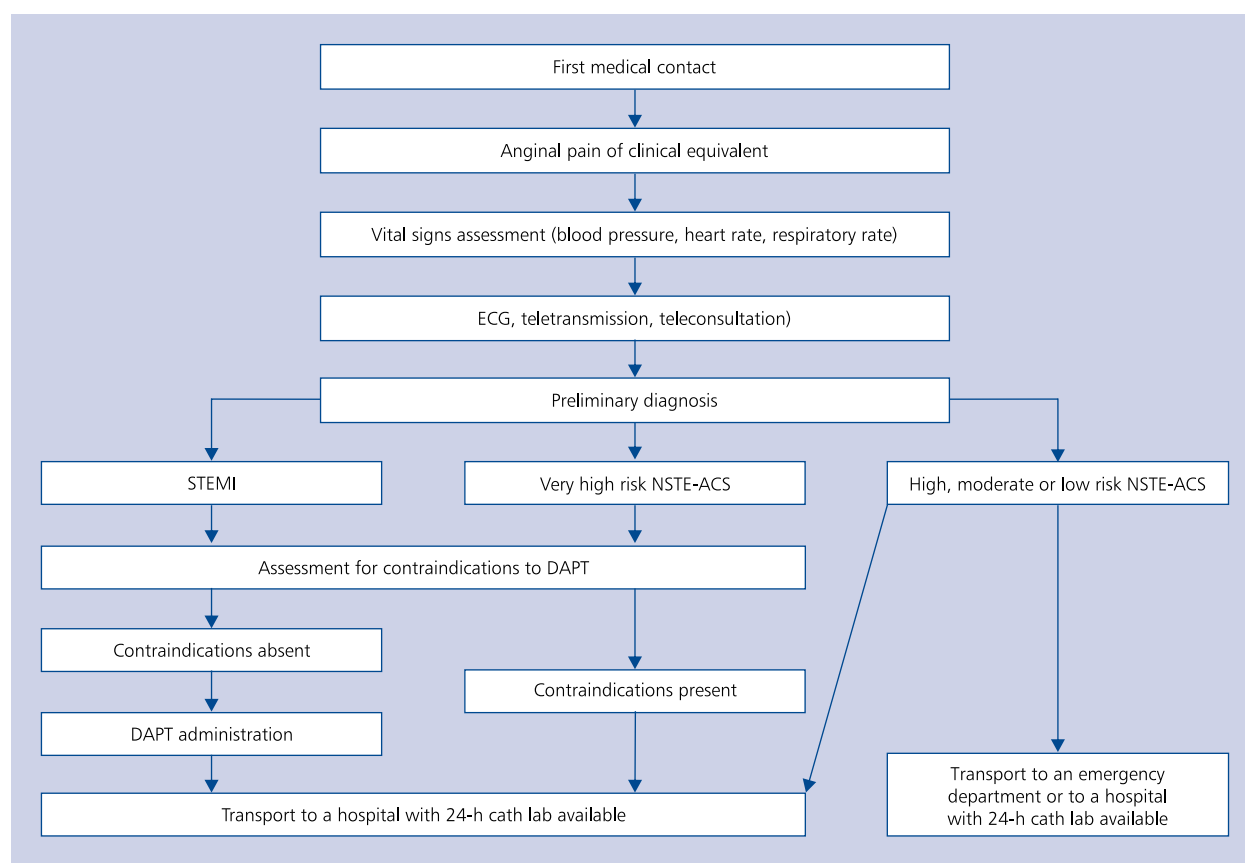 First medical contact
Anginal pain of clinical equivalent
Vital signs assessment (blood pressure, heart rate, respiratory rate)
ECG, teletransmission, teleconsultation)
Preliminary diagnosis
STEMI
Very high risk NSTE-ACS
High, moderate or low risk NSTE-ACS
Assessment for contraindications to DAPT
Contraindications absent
Contraindications present
DAPT administration
Transport to a hospital with 24-h cath lab available
Transport to an emergency
department or to a hospital
with 24-h cath lab available